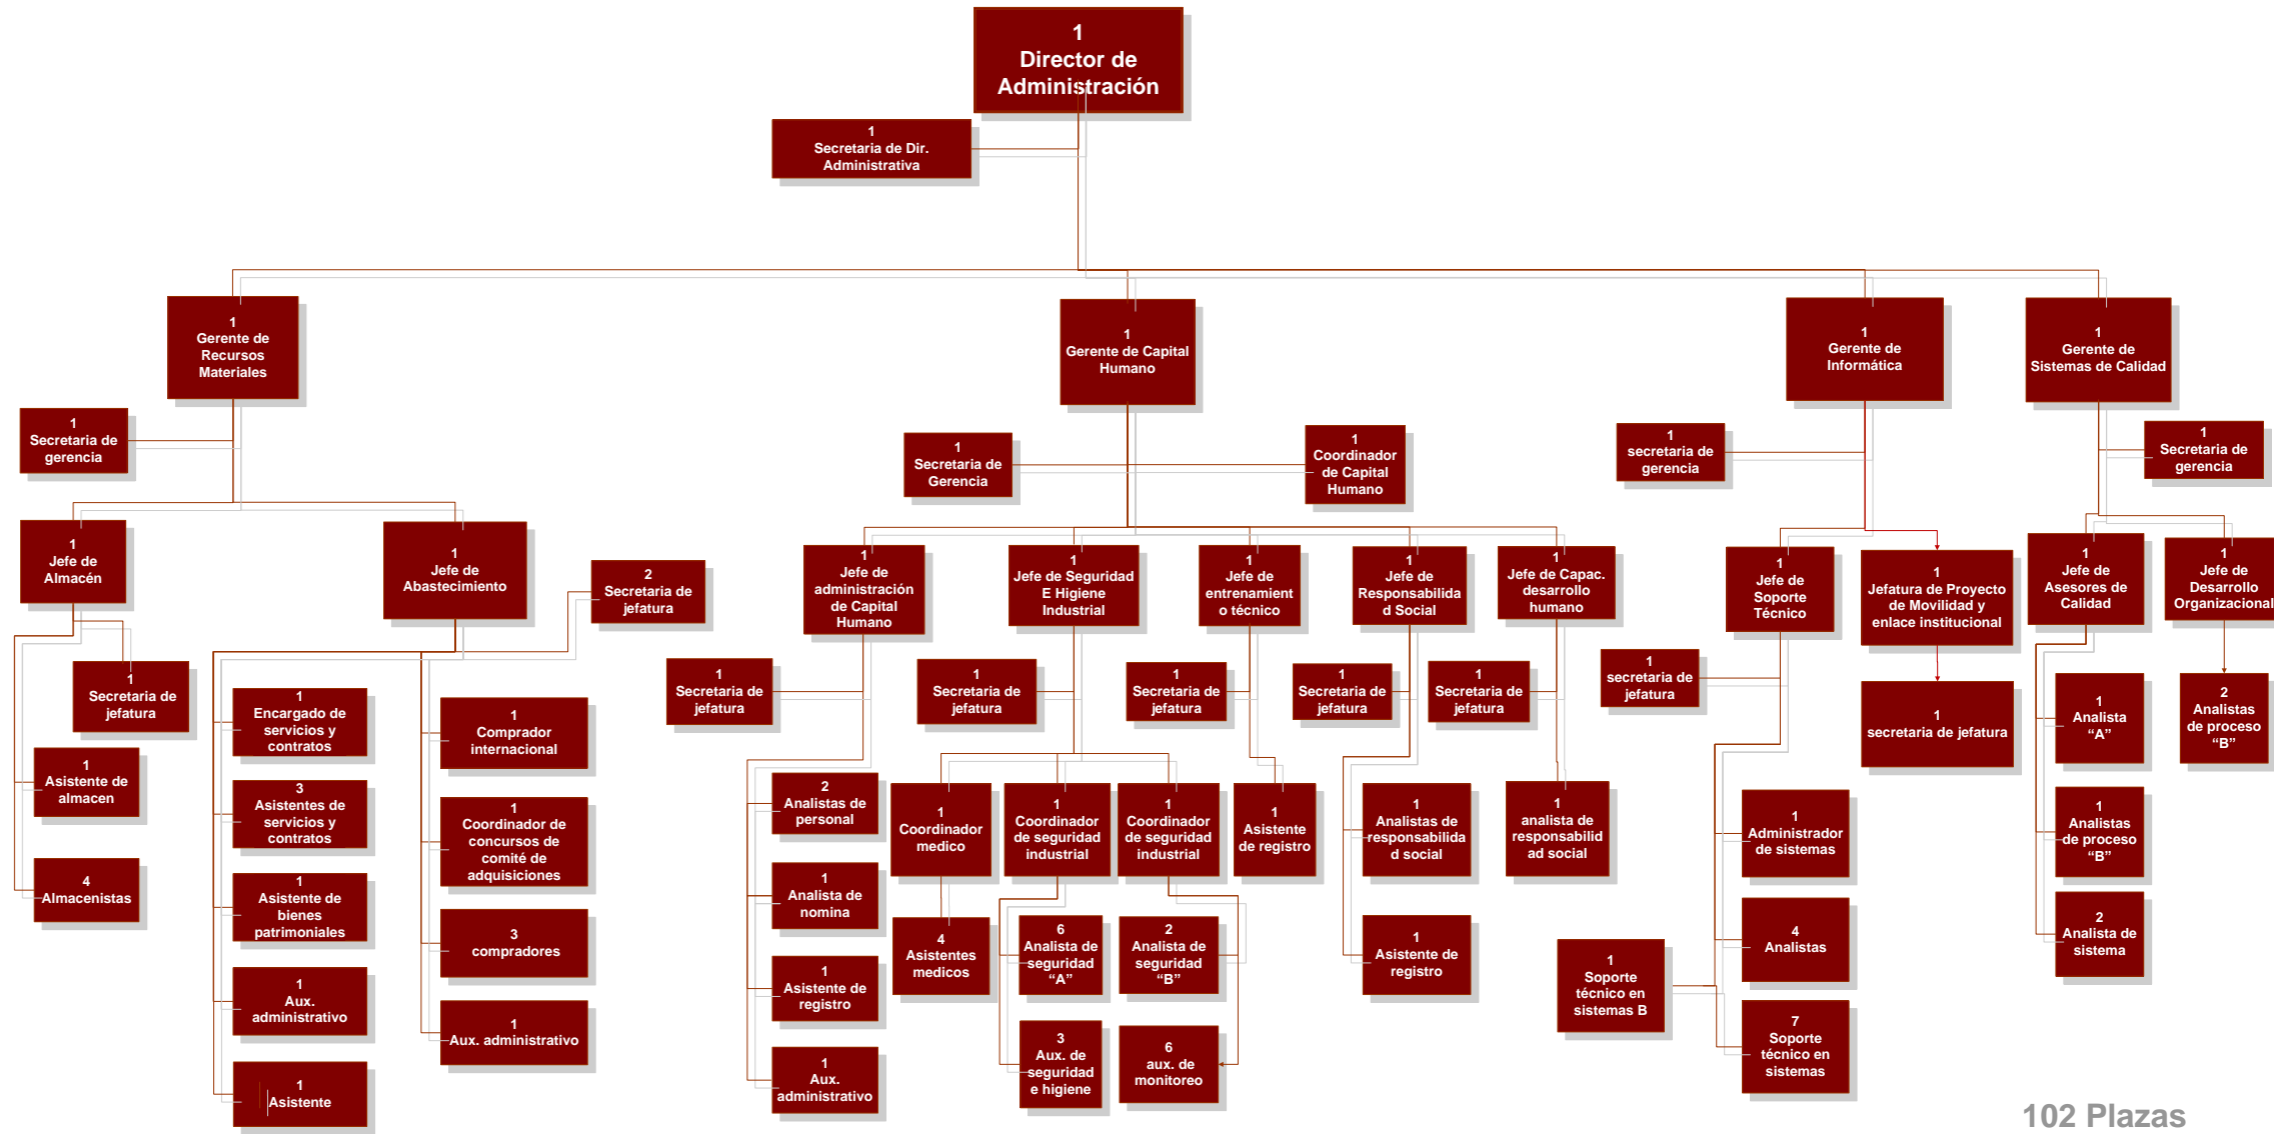 1
Director de
Administración
1
Secretaria de Dir.
Administrativa
1
Gerente de
Recursos
Materiales
1
Gerente de Capital
Humano
1
Gerente de
Informática
1
Gerente de
Sistemas de Calidad
1
Secretaria de
gerencia
1
Secretaria de
Gerencia
1
Coordinador
de Capital
Humano
1
secretaria de
gerencia
1
Secretaria de
gerencia
1
Jefe de
Almacén
1
Jefe de
Abastecimiento
2
Secretaria de
jefatura
1
Jefe de
administración
de Capital
Humano
1
Jefe de Seguridad
E Higiene
Industrial
1
Jefe de
entrenamient
o técnico
1
Jefe de
Responsabilida
d Social
1
Jefe de Capac.
desarrollo
humano
1
Jefe de
Soporte
Técnico
1
Jefatura de Proyecto
de Movilidad y
enlace institucional
1
Jefe de
Asesores de
Calidad
1
Jefe de
Desarrollo
Organizacional
1
Secretaria de
jefatura
1
Secretaria de
jefatura
1
Secretaria de
jefatura
1
Secretaria de
jefatura
1
Secretaria de
jefatura
1
Secretaria de
jefatura
1
secretaria de
jefatura
1
secretaria de jefatura
1
Analista
“A”
2
Analistas
de proceso
“B”
1
Encargado de
servicios y
contratos
1
Comprador
internacional
1
Asistente de
almacen
3
Asistentes de
servicios y
contratos
1
Coordinador de
concursos de
comité de
adquisiciones
2
Analistas de
personal
1
Coordinador
medico
1
Coordinador
de seguridad
industrial
1
Coordinador
de seguridad
industrial
1
Asistente
de registro
1
Analistas de
responsabilida
d social
1
analista de
responsabilid
ad social
1
Administrador
de sistemas
1
Analistas
de proceso
“B”
4
Almacenistas
1
Asistente de
bienes
patrimoniales
3
compradores
1
Analista de
nomina
4
Asistentes
medicos
6
Analista de
seguridad
“A”
2
Analista de
seguridad
“B”
1
Asistente de
registro
4
Analistas
2
Analista de
sistema
1
Aux.
administrativo
1
Aux. administrativo
1
Asistente de
registro
1
Soporte
técnico en
sistemas B
7
Soporte
técnico en
sistemas
1
Asistente
1
Aux.
administrativo
3
Aux. de
seguridad
e higiene
6
aux. de
monitoreo
102 Plazas